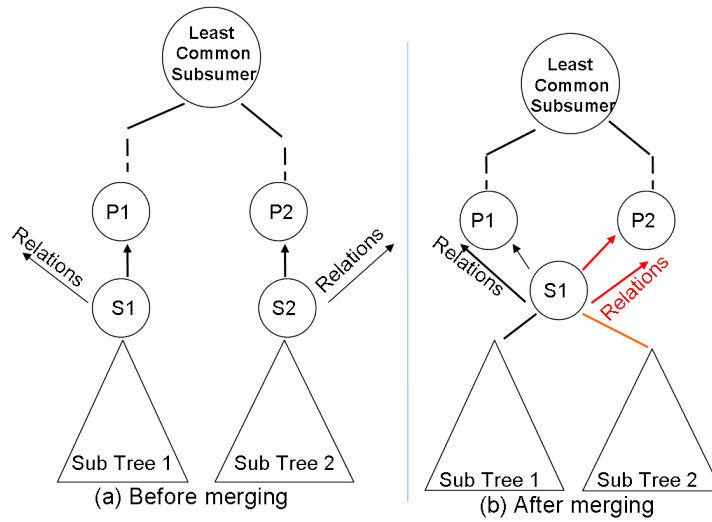 Least
Common
Subsumer
P1
P2
Relations
Relations
S1
S2
Sub Tree 1
Sub Tree 2
(a) Before merging
Least
Common
Subsumer
P1
P2
Relations
Relations
S1
Sub Tree 1
Sub Tree 2
(b) After merging